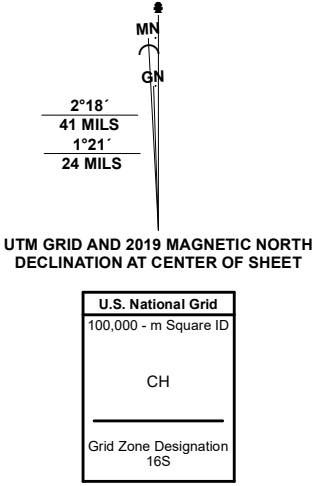 MN
GN
2°18´
41 MILS
1°21´
24 MILS
UTM GRID AND 2019 MAGNETIC NORTH
DECLINATION AT CENTER OF SHEET
U.S. National Grid
100,000 - m Square ID
CH
Grid Zone Designation
16S